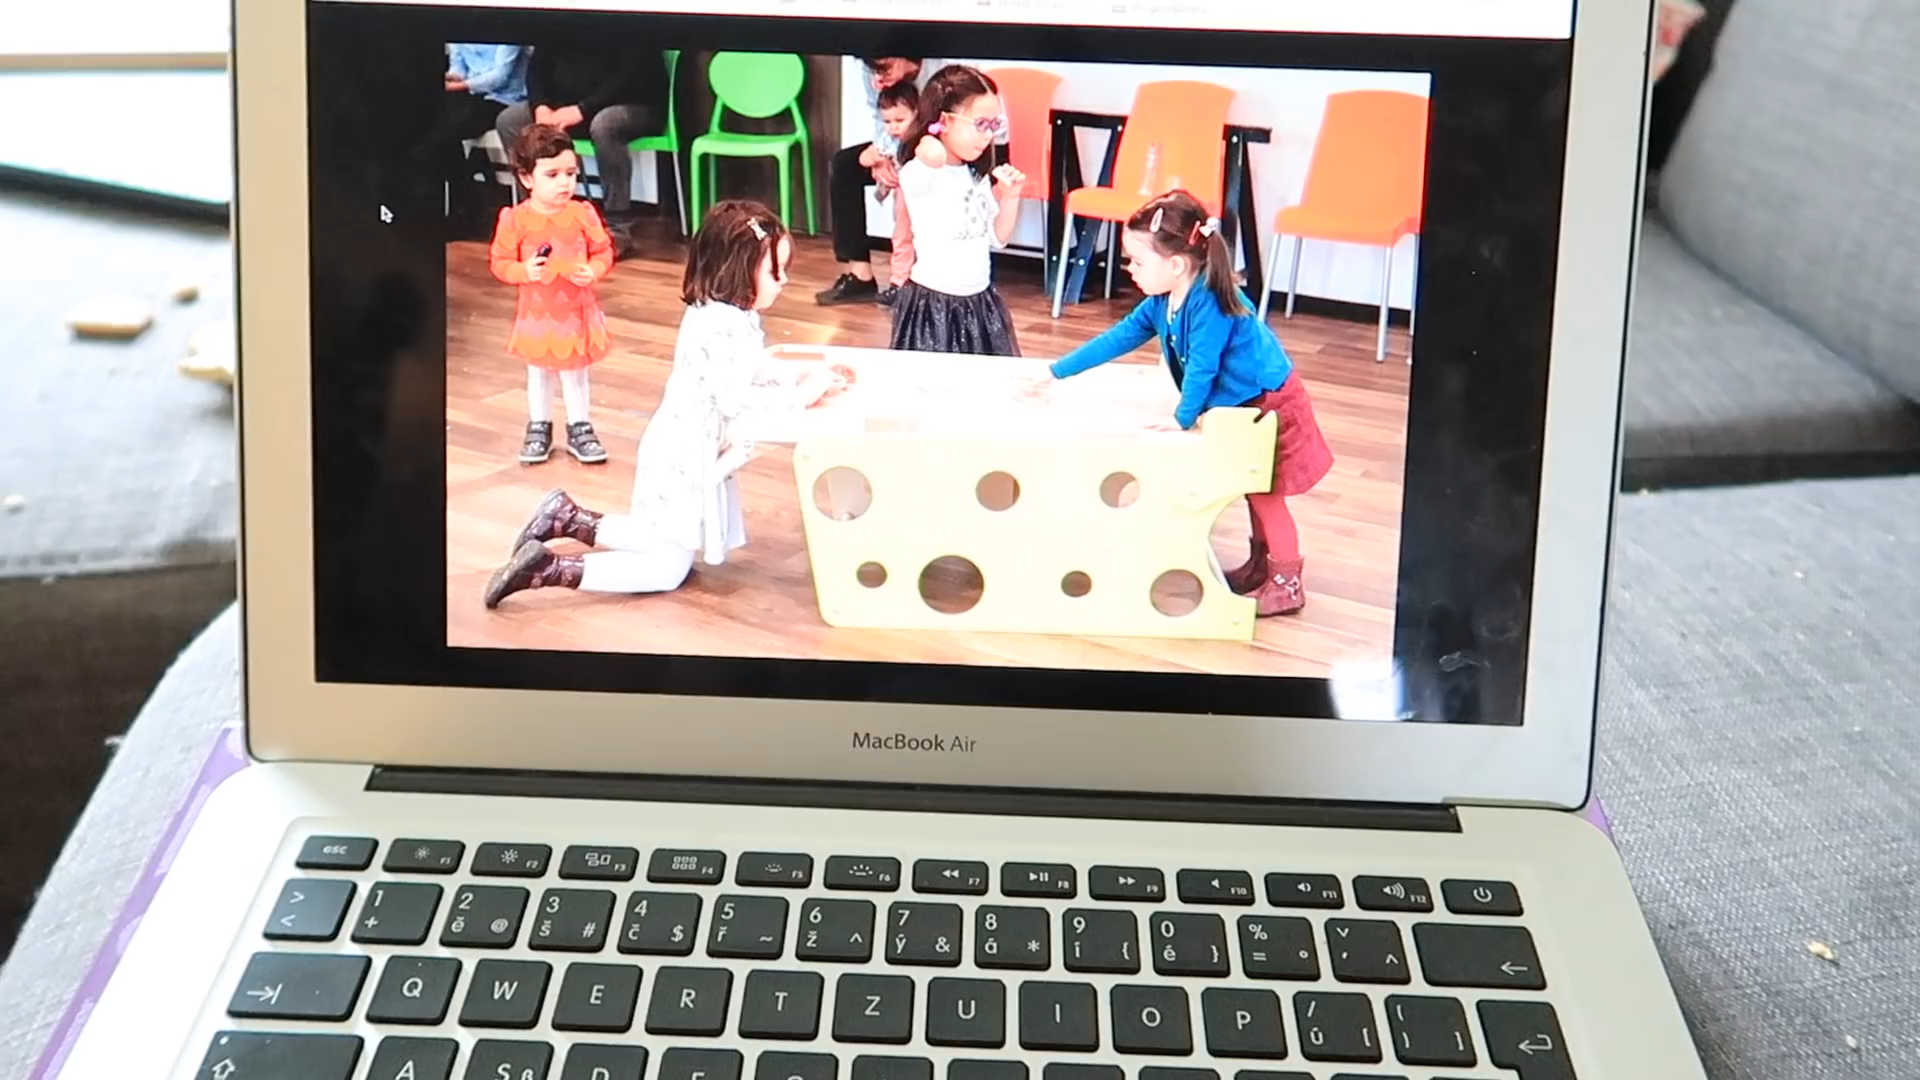 MacBook Air
esc F1 F2 F3 F4 F5 F6 F7 F8 F9 F10 F11 F12
> 1 2 3 4 5 6 7 8 9 0 % ˇ
< + ě @ š # č $ ř ~ ž ^ ý & á * í { é } = ° ´ ^
Q W E R T Z U I O P / ( 
ú [ ) ]
A S ß D